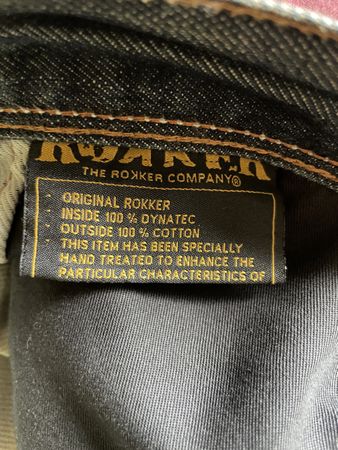 ROKKER
THE ROKKER COMPANY®
· ORIGINAL ROKKER
· INSIDE 100 % DYNATEC
· OUTSIDE 100 % COTTON
· THIS ITEM HAS BEEN SPECIALLY
HAND TREATED TO ENHANCE THE
PARTICULAR CHARACTERISTICS OF